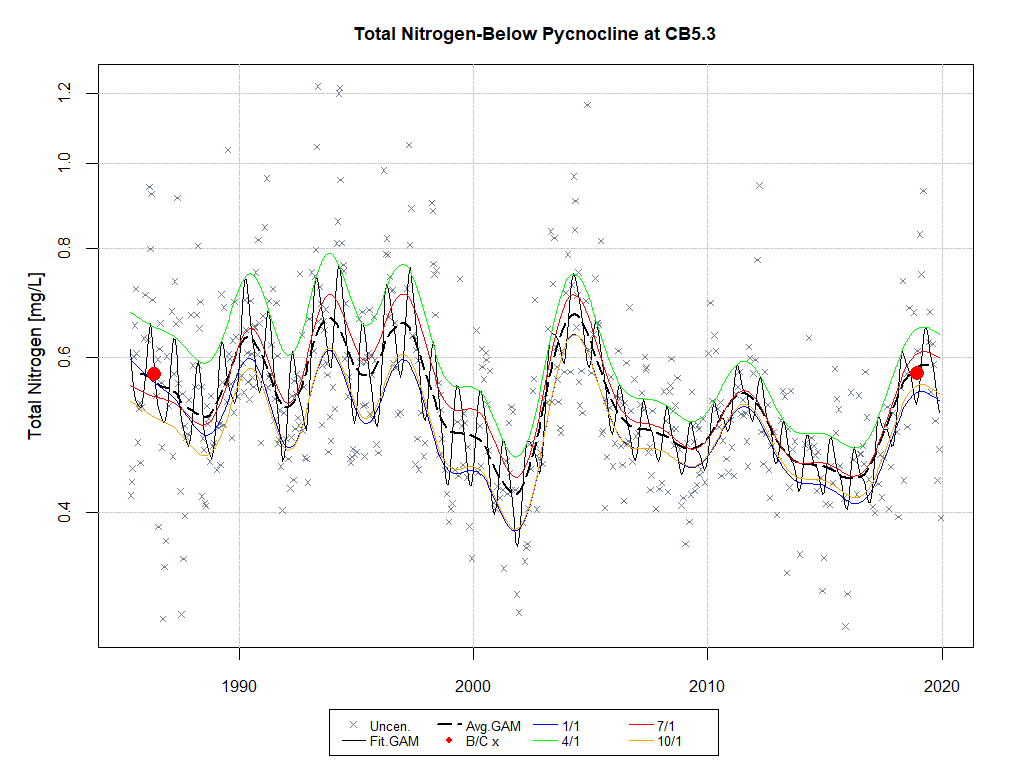 Total Nitrogen-Below Pycnocline at CB5.3
Total Nitrogen [mg/L]
1.2
1.0
0.8
0.6
0.4
1990 2000 2010 2020
Uncen. Avg.GAM 1/1 7/1
Fit.GAM B/C x 4/1 10/1